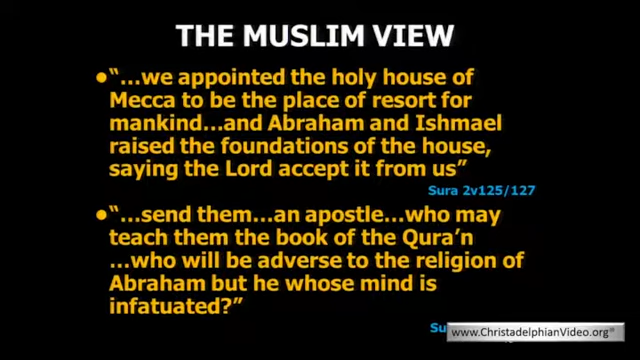 THE MUSLIM VIEW
•“…we appointed the holy house of
Mecca to be the place of resort for
mankind…and Abraham and Ishmael
raised the foundations of the house,
saying the Lord accept it from us”
Sura 2v125/127
•“…send them…an apostle…who may
teach them the book of the Qura’n
…who will be adverse to the religion of
Abraham but he whose mind is
infatuated?”
www.ChristadelphianVideo.org